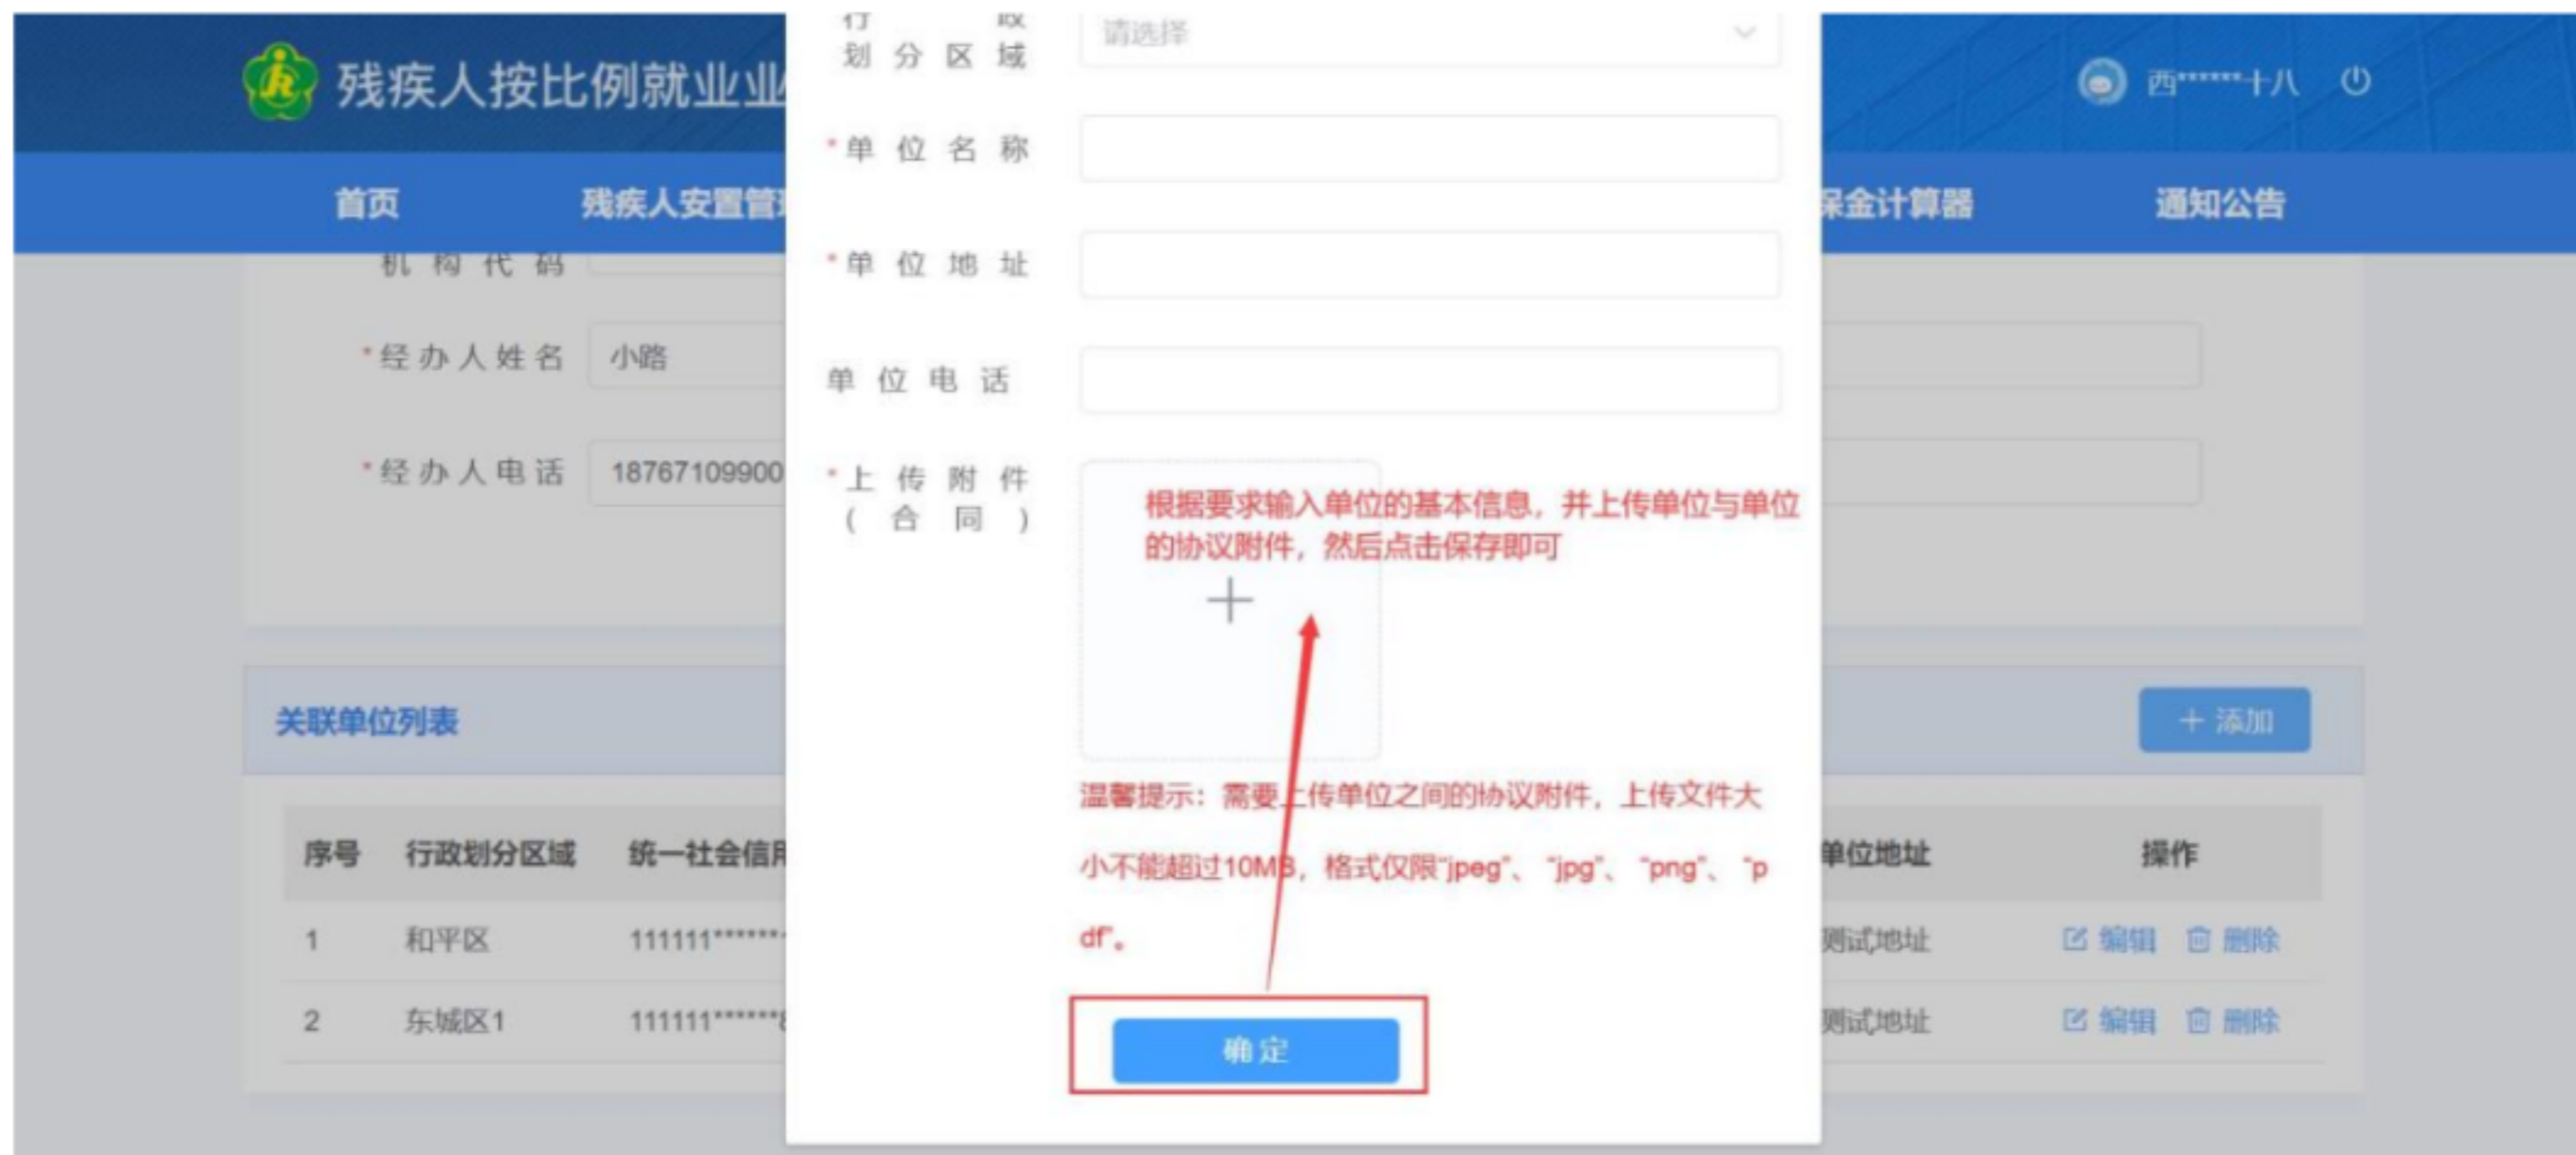 残疾人按比例就业业
西******十八
首页
残疾人安置管
保金计算器
通知公告
机构代码
*经办人姓名
小路
*经办人电话
18767109900
行政
划分区域
请选择
*单位名称
*单位地址
单位电话
*上传附件
(合同)
根据要求输入单位的基本信息，并上传单位与单位
的协议附件，然后点击保存即可
温馨提示：需要上传单位之间的协议附件，上传文件大
小不能超过10MB，格式仅限“jpeg”、“jpg”、“png”、“p
df”。
确定
关联单位列表
+ 添加
序号 行政划分区域 统一社会信用 单位地址 操作
1 和平区 111111****** 测试地址 编辑 删除
2 东城区1 111111******8 测试地址 编辑 删除